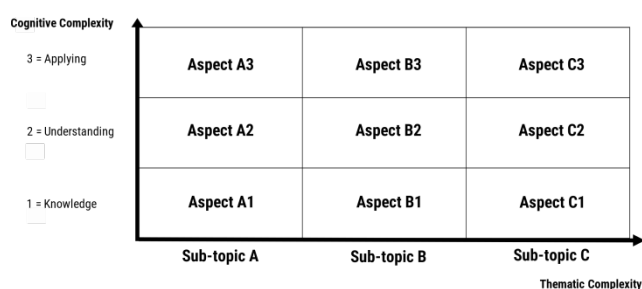 Cognitive Complexity
3 = Applying
Aspect A3
Aspect B3
Aspect C3
2 = Understanding
Aspect A2
Aspect B2
Aspect C2
1 = Knowledge
Aspect A1
Aspect B1
Aspect C1
Sub-topic A
Sub-topic B
Sub-topic C
Thematic Complexity